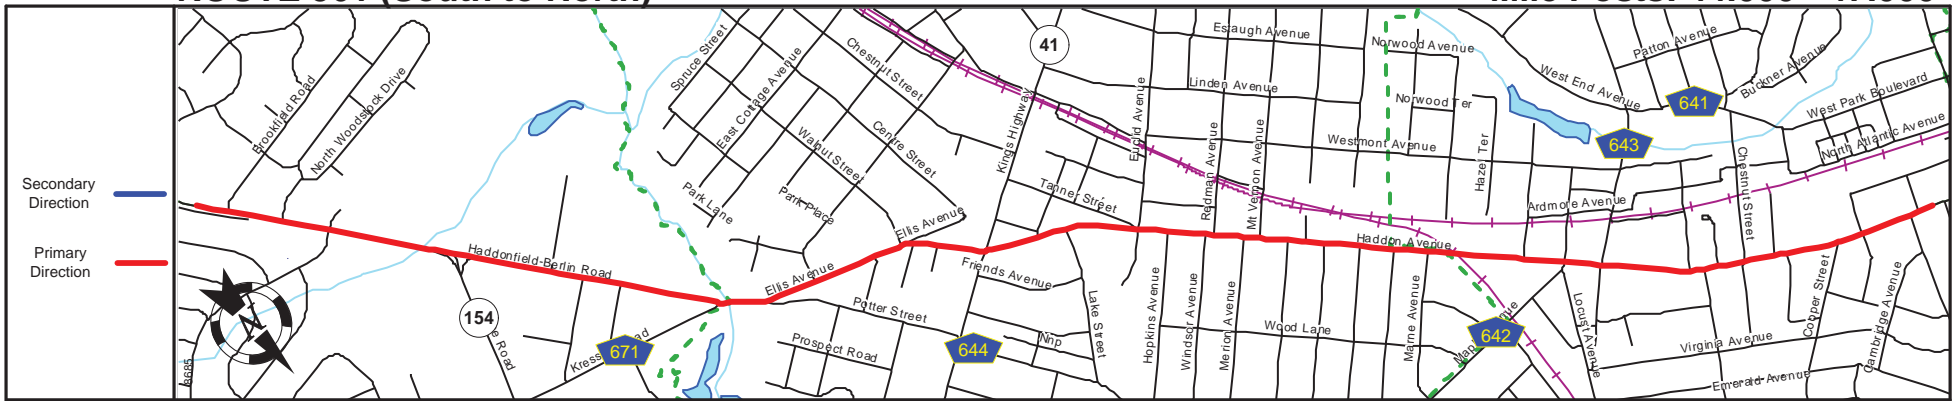 Secondary
Direction
Primary
Direction
Brookfield Road
North Woodstock Drive
Haddonfield-Berlin Road
154
671
8685
Spruce Street
East Cottage Avenue
Chestnut Street
Centre Street
Walnut Street
Park Lane
Park Place
Ellis Avenue
Ellis Avenue
Potter Street
Prospect Road
Friends Avenue
644
Nnp
Lake Street
41
Kings Highway
Tanner Street
Euclid Avenue
Redman Avenue
Mt Vernon Avenue
Hopkins Avenue
Windsor Avenue
Merion Avenue
Wood Lane
Estaugh Avenue
Linden Avenue
Westmont Avenue
Norwood Avenue
Norwood Ter
Hazel Ter
Haddon Avenue
Marne Avenue
642
West End Avenue
Patton Avenue
Buckner Avenue
641
643
West Park Boulevard
North Atlantic Avenue
Chestnut Street
Ardmore Avenue
Locust Avenue
Virginia Avenue
Emerald Avenue
Cooper Street
Cambridge Avenue
N